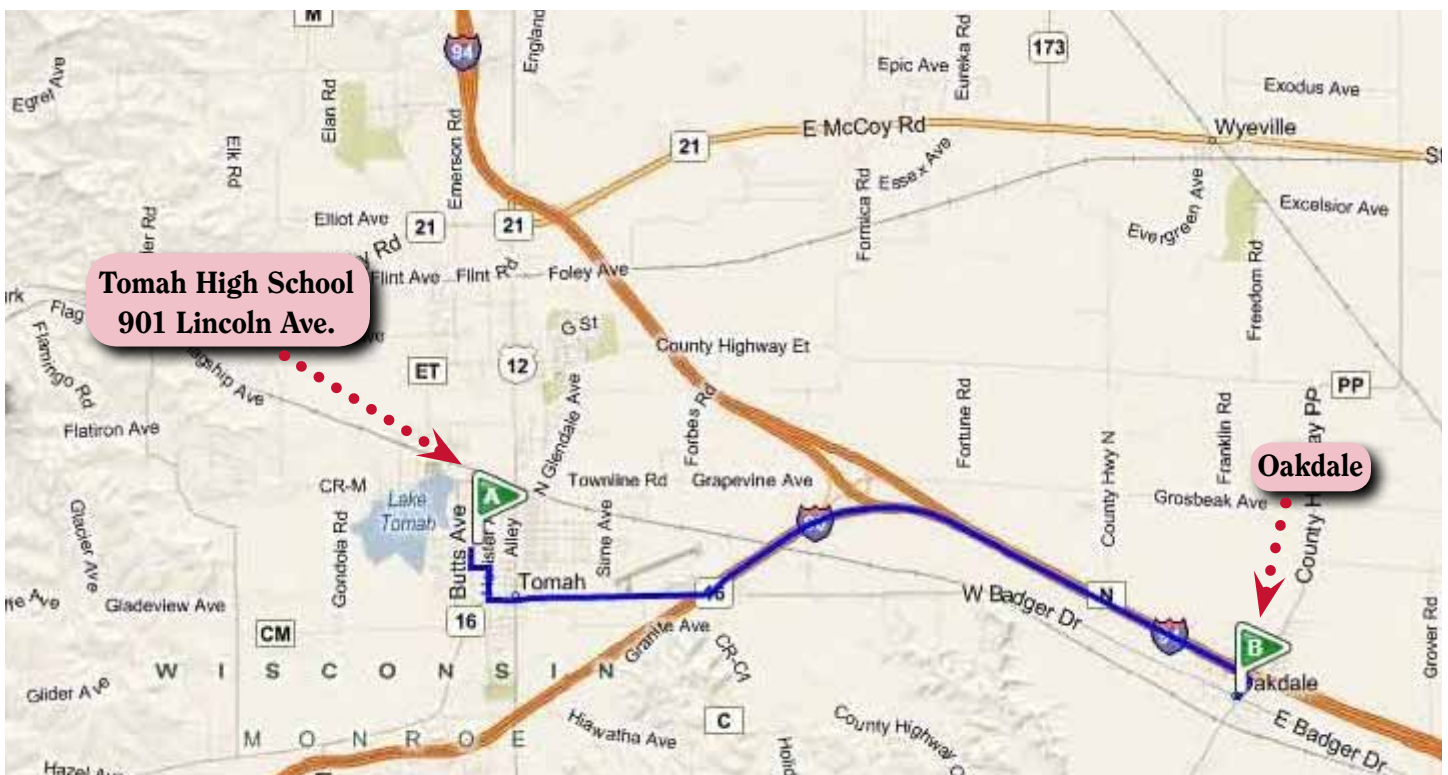 M
94
England
Epic Ave
Eureka Rd
173
Exodus Ave
Egret Ave
Elan Rd
Elk Rd
Emerson Rd
21
E McCoy Rd
Wyeville
Essex Ave
Formica Rd
Evergreen Ave
Excelsior Ave
Elliot Ave
21
21
Rd
Flint Ave
Flint Rd
Foley Ave
Freedom Rd
Tomah High School
901 Lincoln Ave.
Flamingo Rd
G St
County Highway Et
ET
12
PP
Flatiron Ave
N Glendale Ave
Forbes Rd
Fortune Rd
County Hwy N
Franklin Rd
Oakdale
CR-M
Lake
Tomah
A
Townline Rd
Grapevine Ave
Grosbeak Ave
Glacier Ave
Gondola Rd
Butts Ave
Alley
Sime Ave
Tomah
W Badger Dr
N
Gladeview Ave
16
CM
Granite Ave
CR-CA
B
Grover Rd
WISCONSIN
Glider Ave
Hiawatha Ave
C
E Badger Dr
MONROE